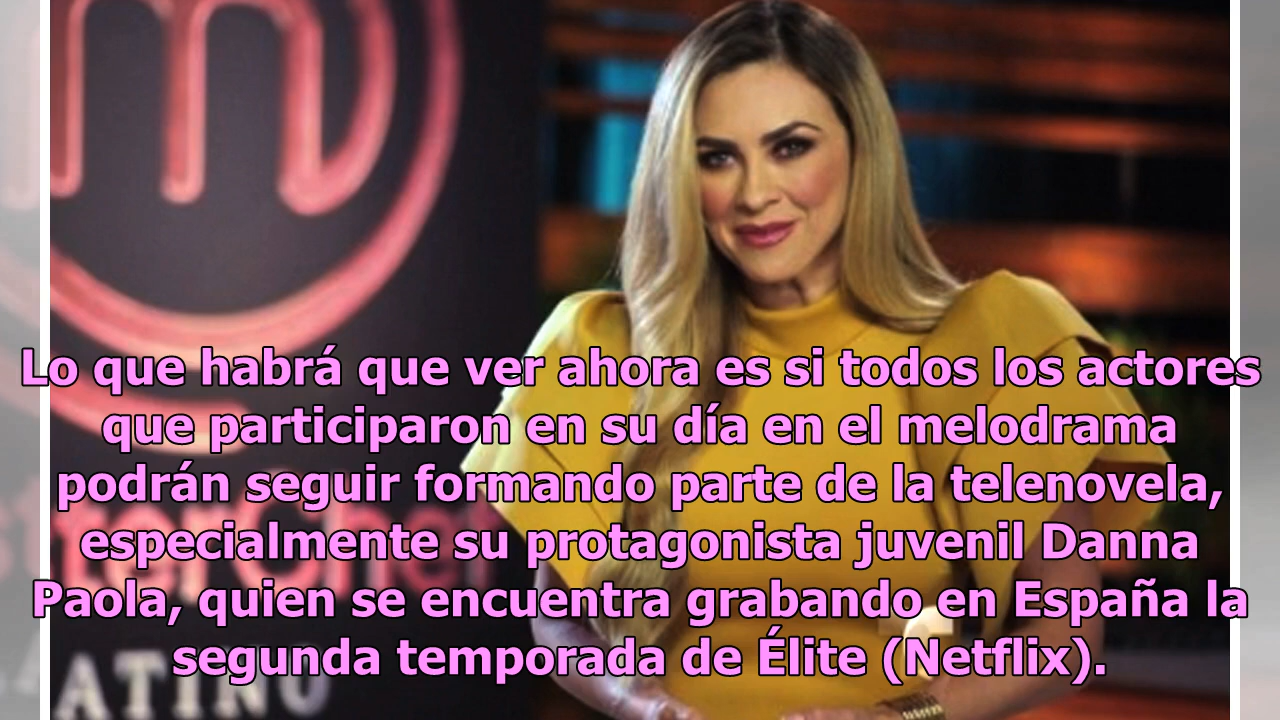 Lo que habrá que ver ahora es si todos los actores
que participaron en su día en el melodrama
podrán seguir formando parte de la telenovela,
especialmente su protagonista juvenil Danna
Paola, quien se encuentra grabando en España la
segunda temporada de Élite (Netflix).
terChef
ATINO